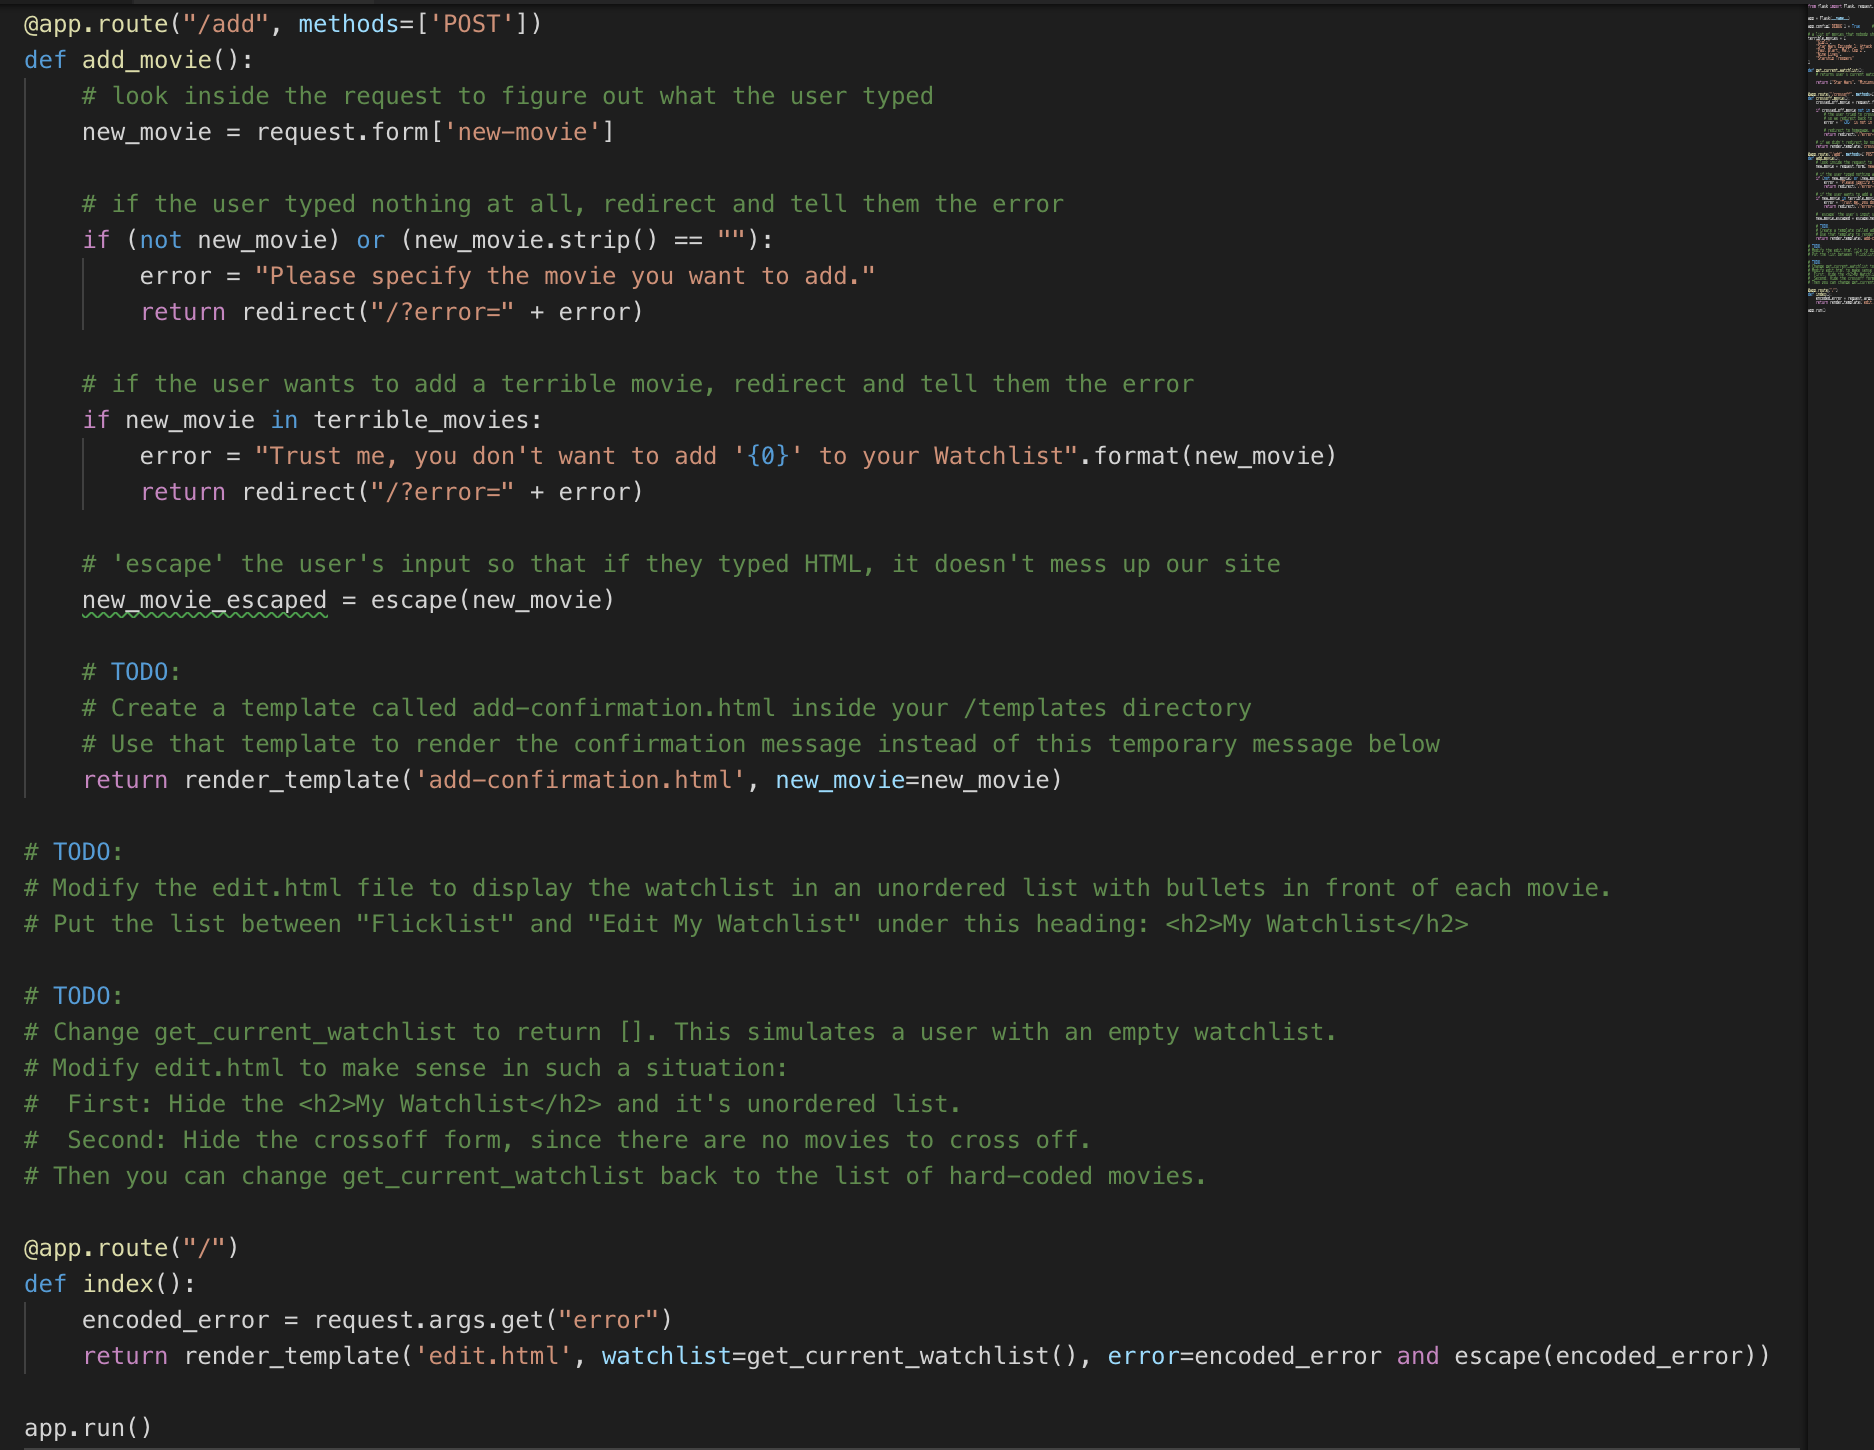 @app.route("/add", methods=['POST'])
def add_movie():
    # look inside the request to figure out what the user typed
    new_movie = request.form['new-movie']

    # if the user typed nothing at all, redirect and tell them the error
    if (not new_movie) or (new_movie.strip() == ""):
        error = "Please specify the movie you want to add."
        return redirect("/?error=" + error)

    # if the user wants to add a terrible movie, redirect and tell them the error
    if new_movie in terrible_movies:
        error = "Trust me, you don't want to add '{0}' to your Watchlist".format(new_movie)
        return redirect("/?error=" + error)

    # 'escape' the user's input so that if they typed HTML, it doesn't mess up our site
    new_movie_escaped = escape(new_movie)

    # TODO:
    # Create a template called add-confirmation.html inside your /templates directory
    # Use that template to render the confirmation message instead of this temporary message below
    return render_template('add-confirmation.html', new_movie=new_movie)

# TODO:
# Modify the edit.html file to display the watchlist in an unordered list with bullets in front of each movie.
# Put the list between "Flicklist" and "Edit My Watchlist" under this heading: <h2>My Watchlist</h2>

# TODO:
# Change get_current_watchlist to return []. This simulates a user with an empty watchlist.
# Modify edit.html to make sense in such a situation:
#  First: Hide the <h2>My Watchlist</h2> and it's unordered list.
#  Second: Hide the crossoff form, since there are no movies to cross off.
# Then you can change get_current_watchlist back to the list of hard-coded movies.

@app.route("/")
def index():
    encoded_error = request.args.get("error")
    return render_template('edit.html', watchlist=get_current_watchlist(), error=encoded_error and escape(encoded_error))

app.run()